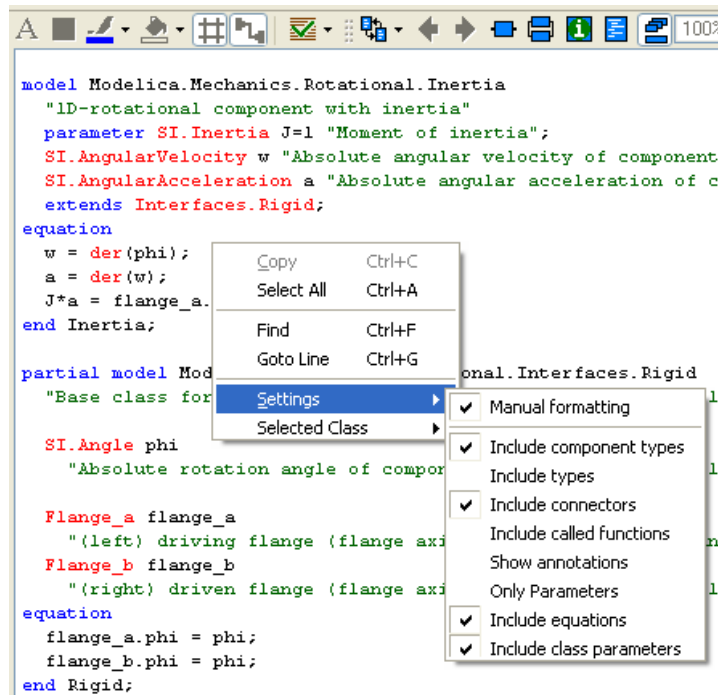 A
100%
model Modelica.Mechanics.Rotational.Inertia
"1D-rotational component with inertia"
parameter SI.Inertia J=1 "Moment of inertia";
SI.AngularVelocity w "Absolute angular velocity of component
SI.AngularAcceleration a "Absolute angular acceleration of c
extends Interfaces.Rigid;
equation
w = der(phi);
a = der(w);
J*a = flange_a.
end Inertia;
Copy Ctrl+C
Select All Ctrl+A
Find Ctrl+F
Goto Line Ctrl+G
Settings
Selected Class
partial model Mod onal.Interfaces.Rigid
"Base class for
SI.Angle phi
"Absolute rotation angle of compon
Flange_a flange_a
"(left) driving flange (flange axi
Flange_b flange_b
"(right) driven flange (flange axi
equation
flange_a.phi = phi;
flange_b.phi = phi;
end Rigid;
Manual formatting
Include component types
Include types
Include connectors
Include called functions
Show annotations
Only Parameters
Include equations
Include class parameters